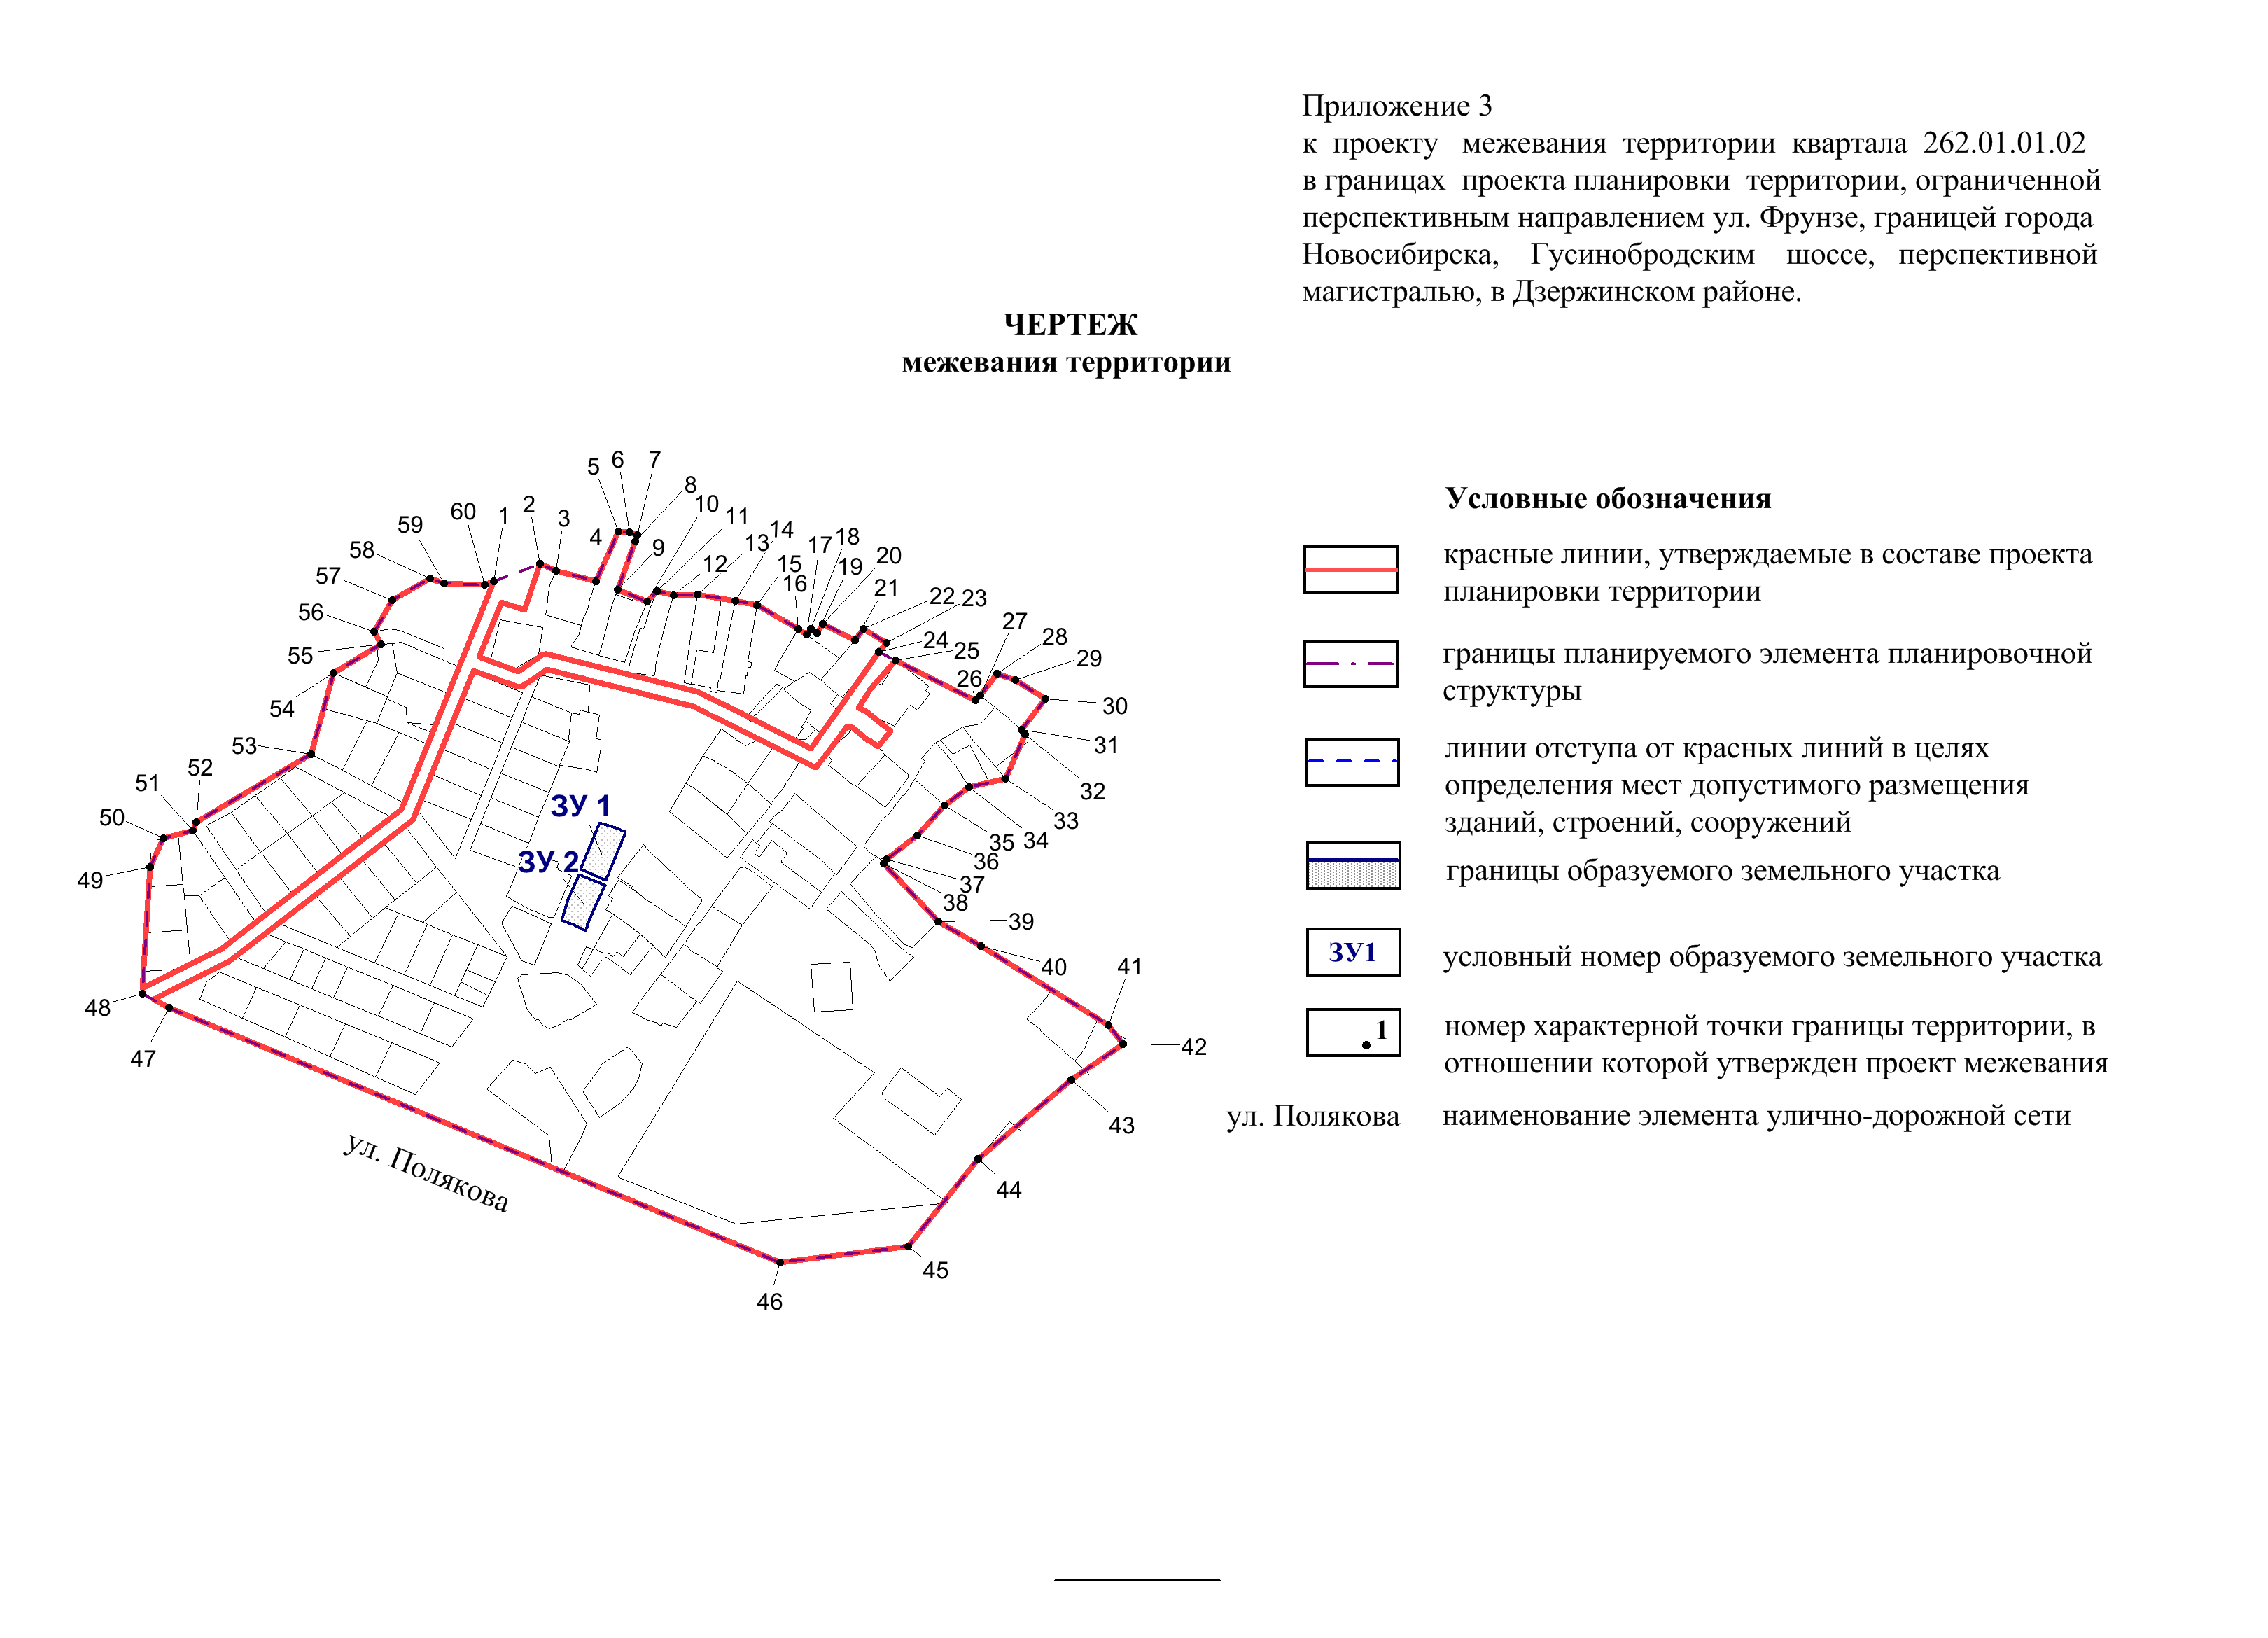 Приложение 3
к проекту межевания территории квартала 262.01.01.02
в границах проекта планировки территории, ограниченной
перспективным направлением ул. Фрунзе, границей города
Новосибирска, Гусинобродским шоссе, перспективной
магистралью, в Дзержинском районе.
ЧЕРТЕЖ
межевания территории
5
6
7
8
10
11
60
1
2
3
4
9
12
13
14
15
16
17
18
19
20
21
22
23
24
25
26
27
28
29
30
31
32
33
34
35
36
37
38
39
40
41
42
43
44
45
46
47
48
49
50
51
52
53
54
55
56
57
58
59
ЗУ 1
ЗУ 2
ул. Полякова
Условные обозначения
красные линии, утверждаемые в составе проекта
планировки территории
границы планируемого элемента планировочной
структуры
линии отступа от красных линий в целях
определения мест допустимого размещения
зданий, строений, сооружений
границы образуемого земельного участка
ЗУ1
условный номер образуемого земельного участка
1
номер характерной точки границы территории, в
отношении которой утвержден проект межевания
ул. Полякова наименование элемента улично-дорожной сети